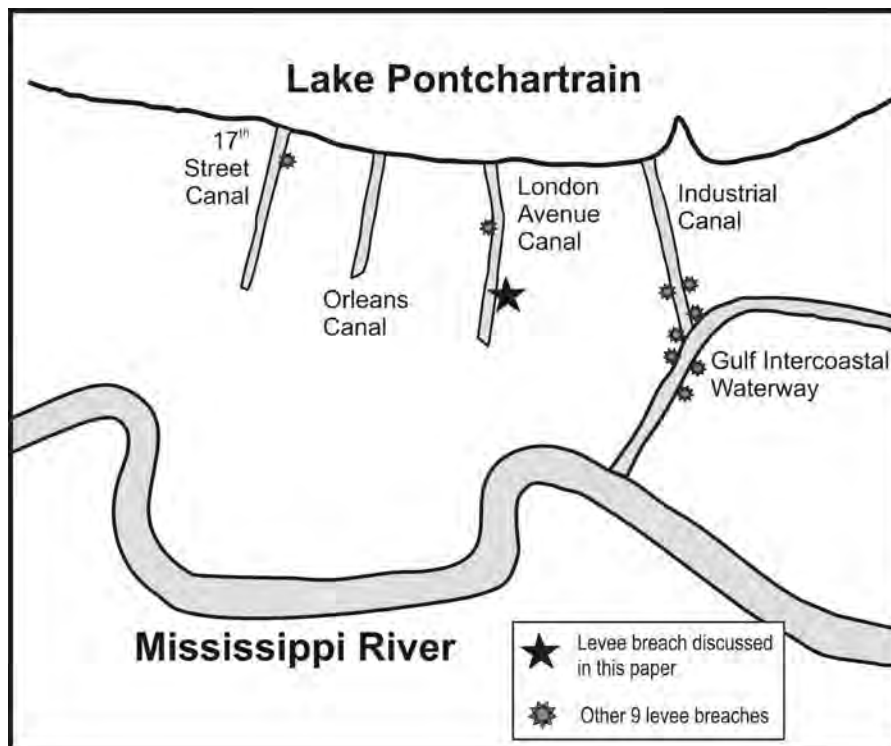 Lake Pontchartrain
17th
Street
Canal
London
Avenue
Canal
Industrial
Canal
Orleans
Canal
Gulf Intercoastal
Waterway
Mississippi River
Levee breach discussed
in this paper
Other 9 levee breaches